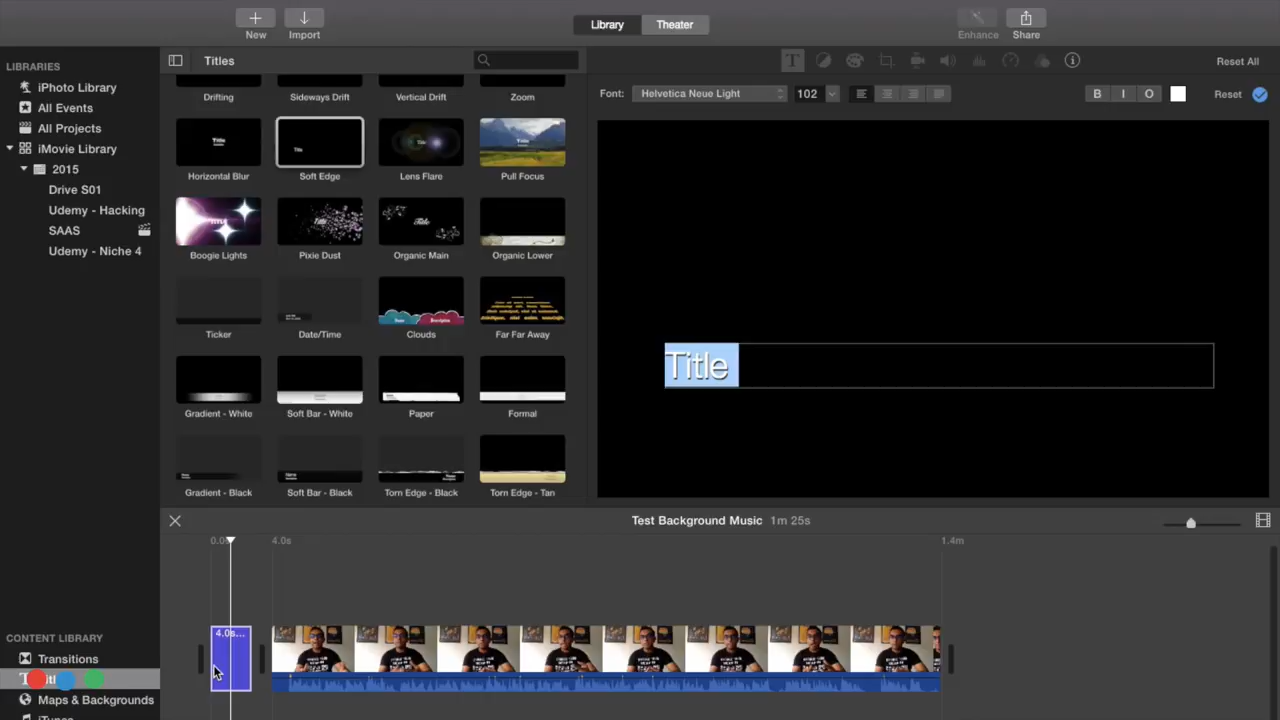 New
Import
Library
Theater
Enhance
Share
LIBRARIES
iPhoto Library
All Events
All Projects
iMovie Library
2015
Drive S01
Udemy - Hacking
SAAS
Udemy - Niche 4
Titles
Drifting
Sideways Drift
Vertical Drift
Zoom
Horizontal Blur
Soft Edge
Lens Flare
Pull Focus
Boogie Lights
Pixie Dust
Organic Main
Organic Lower
Ticker
Date/Time
Clouds
Far Far Away
Gradient - White
Soft Bar - White
Paper
Formal
Gradient - Black
Soft Bar - Black
Torn Edge - Black
Torn Edge - Tan
Reset All
Font:
Helvetica Neue Light
102
B
I
O
Reset
Title
Test Background Music 1m 25s
4.0s
1.4m
4.0s...
CONTENT LIBRARY
Transitions
Maps & Backgrounds